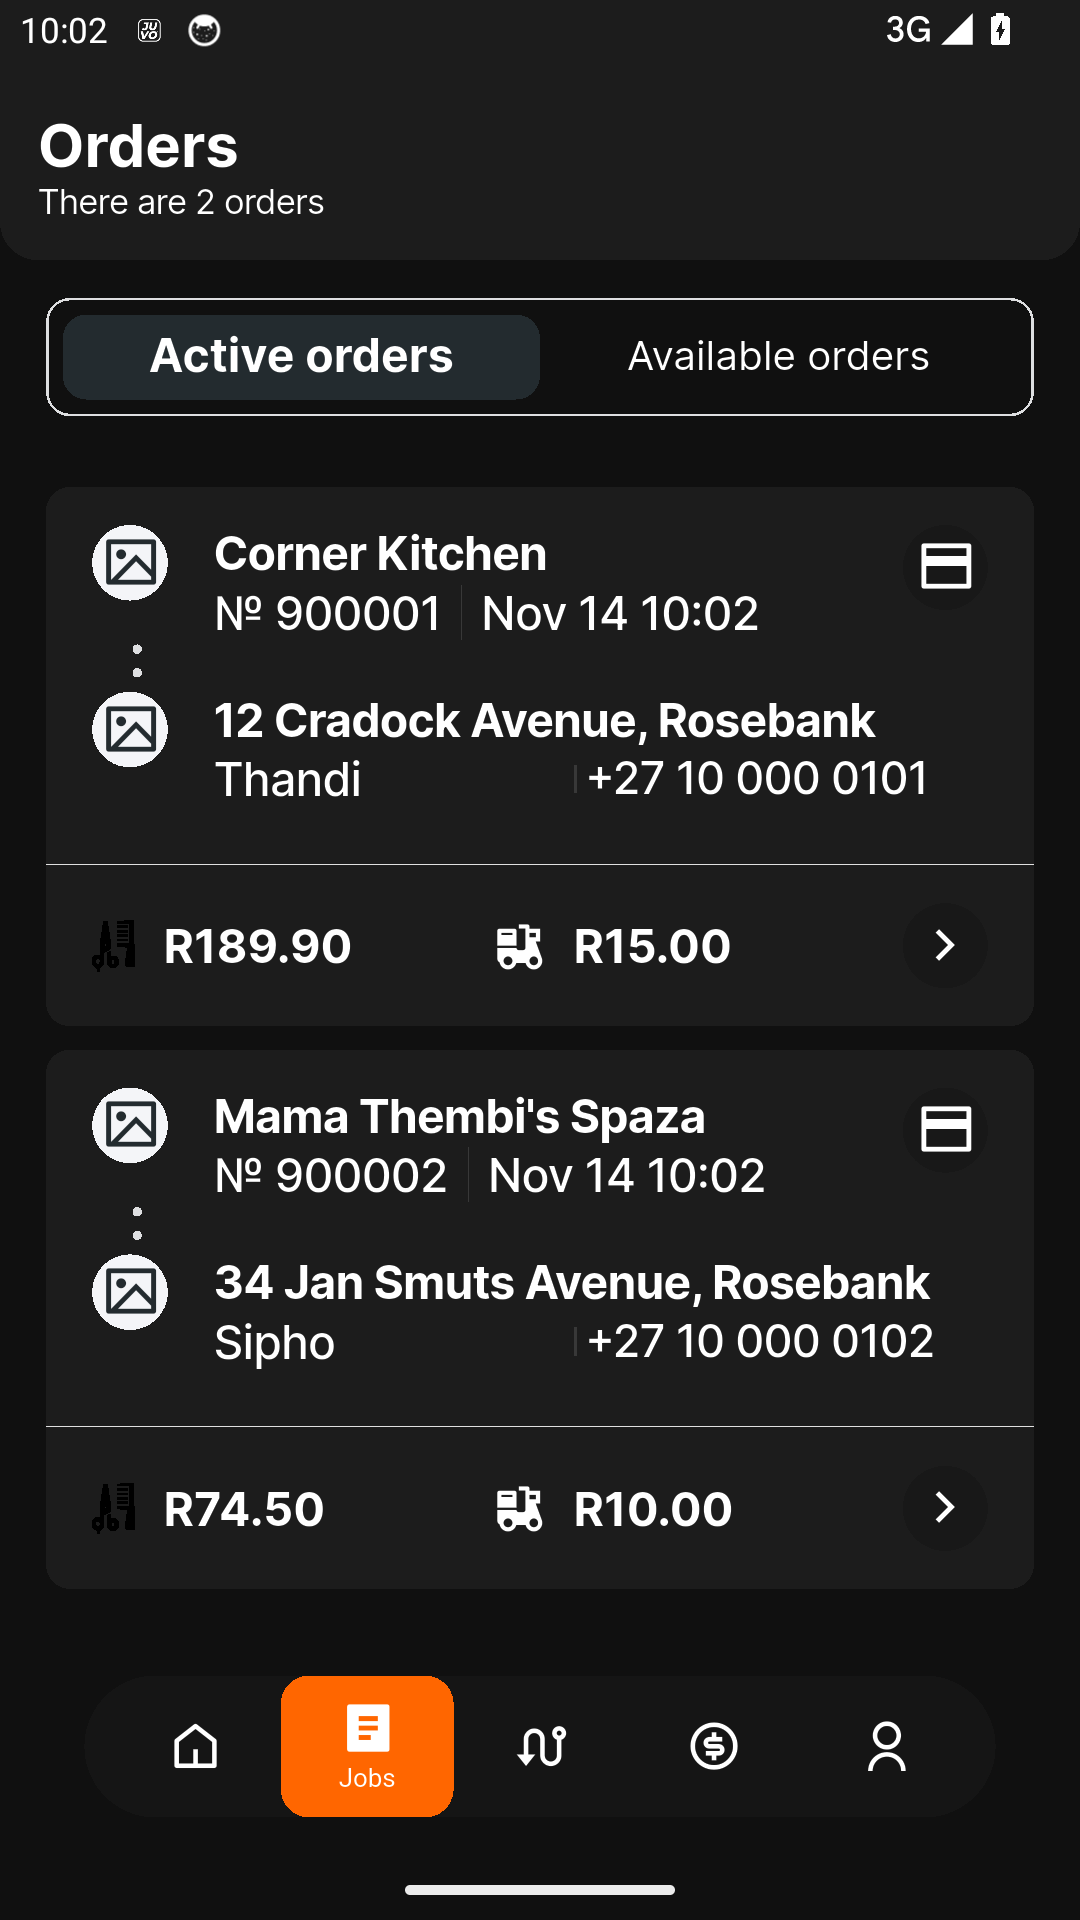 10:02
JUVO
3G
Orders
There are 2 orders
Active orders
Available orders
Corner Kitchen
№ 900001
Nov 14 10:02
12 Cradock Avenue, Rosebank
Thandi
+27 10 000 0101
R189.90
R15.00
Mama Thembi's Spaza
№ 900002
Nov 14 10:02
34 Jan Smuts Avenue, Rosebank
Sipho
+27 10 000 0102
R74.50
R10.00
Jobs